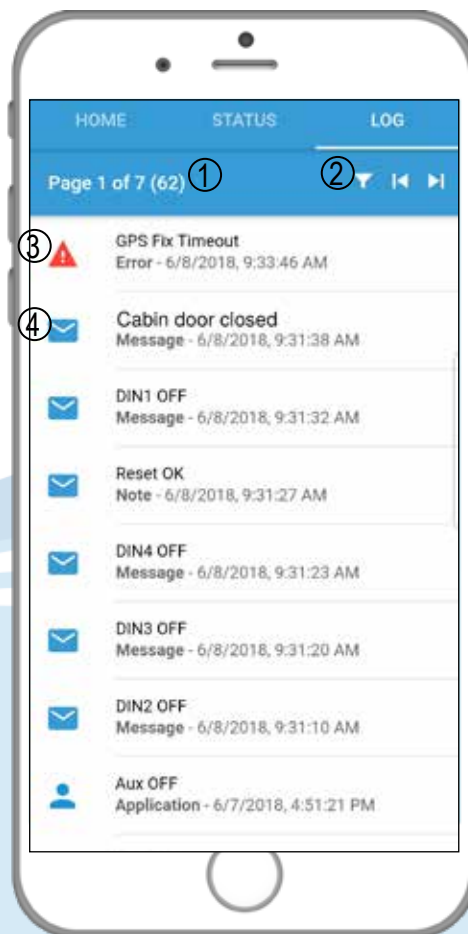 HOME STATUS LOG
Page 1 of 7 (62) ① ②
③ GPS Fix Timeout
Error - 6/8/2018, 9:33:46 AM
④ Cabin door closed
Message - 6/8/2018, 9:31:38 AM
DIN1 OFF
Message - 6/8/2018, 9:31:32 AM
Reset OK
Note - 6/8/2018, 9:31:27 AM
DIN4 OFF
Message - 6/8/2018, 9:31:23 AM
DIN3 OFF
Message - 6/8/2018, 9:31:20 AM
DIN2 OFF
Message - 6/8/2018, 9:31:10 AM
Aux OFF
Application - 6/7/2018, 4:51:21 PM